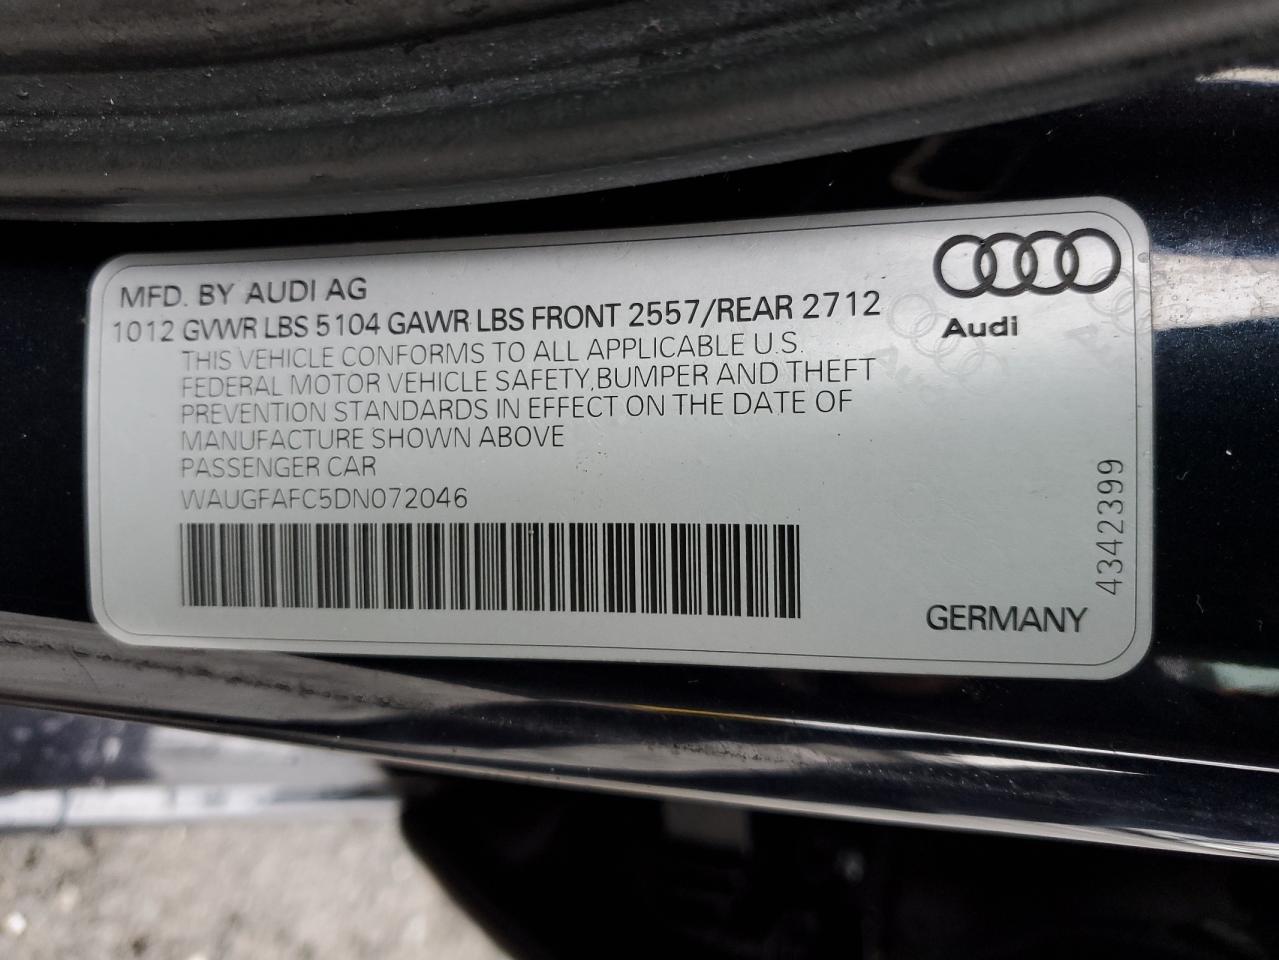 MFD. BY AUDI AG
1012 GVWR LBS 5104 GAWR LBS FRONT 2557/REAR 2712
THIS VEHICLE CONFORMS TO ALL APPLICABLE U.S.
FEDERAL MOTOR VEHICLE SAFETY,BUMPER AND THEFT
PREVENTION STANDARDS IN EFFECT ON THE DATE OF
MANUFACTURE SHOWN ABOVE
PASSENGER CAR
WAUGFAFC5DN072046
Audi
4342399
GERMANY